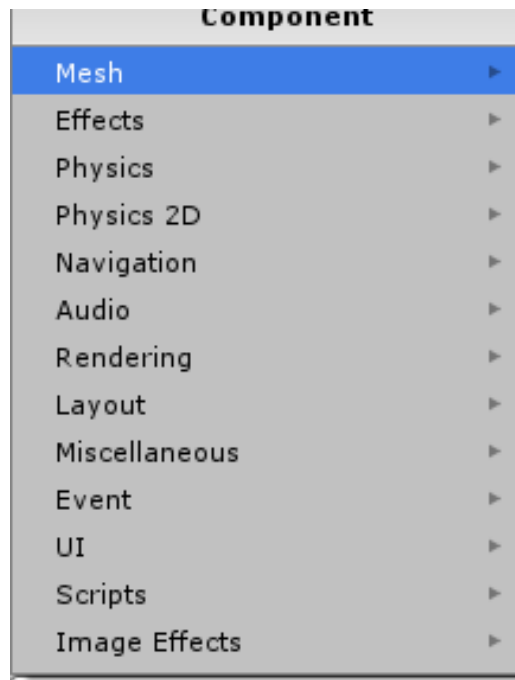 Component
Mesh
Effects
Physics
Physics 2D
Navigation
Audio
Rendering
Layout
Miscellaneous
Event
UI
Scripts
Image Effects